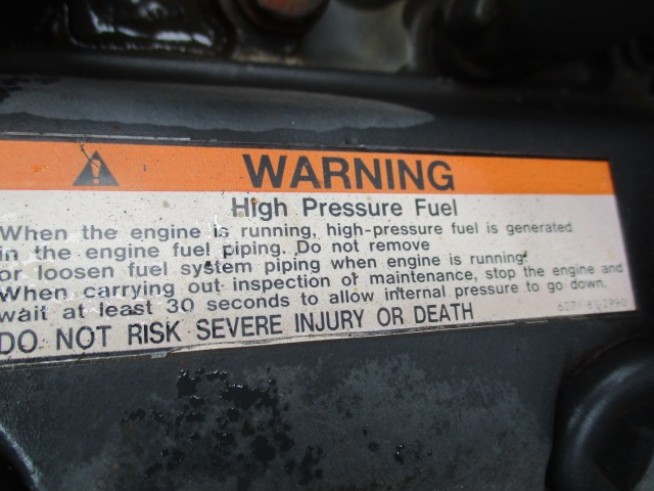 WARNING
High Pressure Fuel
When the engine is running, high-pressure fuel is generated
in the engine fuel piping. Do not remove
or loosen fuel system piping when engine is running.
When carrying out inspection or maintenance, stop the engine and
wait at least 30 seconds to allow internal pressure to go down.
DO NOT RISK SEVERE INJURY OR DEATH